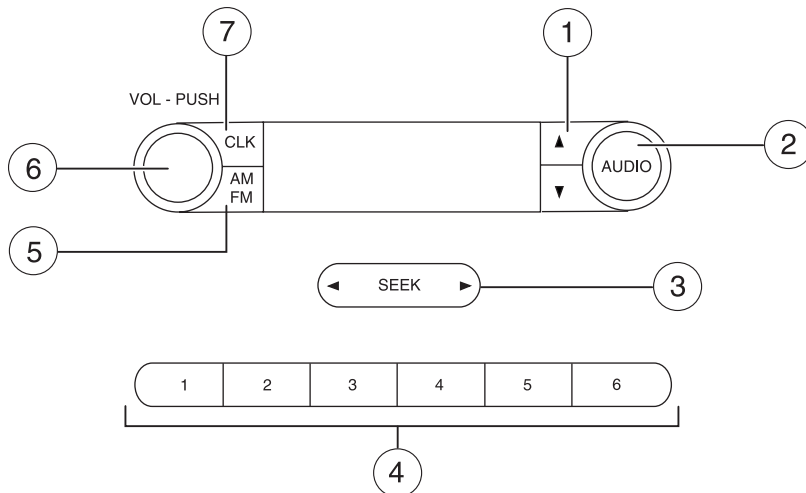 7
1
VOL - PUSH
CLK
▲
2
6
AUDIO
AM
FM
▼
5
◄ SEEK ►
3
1 2 3 4 5 6
4